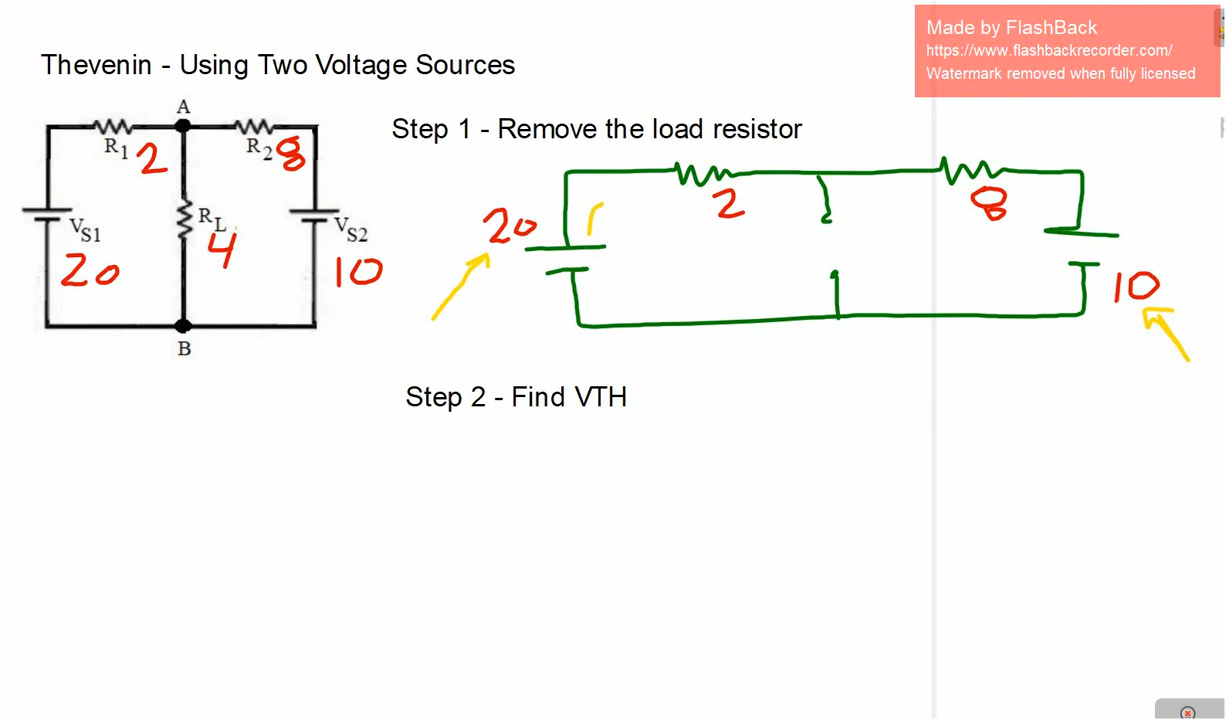 Made by FlashBack
https://www.flashbackrecorder.com/
Watermark removed when fully licensed
Thevenin - Using Two Voltage Sources
A
R1 2
R2 8
RL
4
VS1
20
VS2
10
B
Step 1 - Remove the load resistor
2
8
20
10
Step 2 - Find VTH